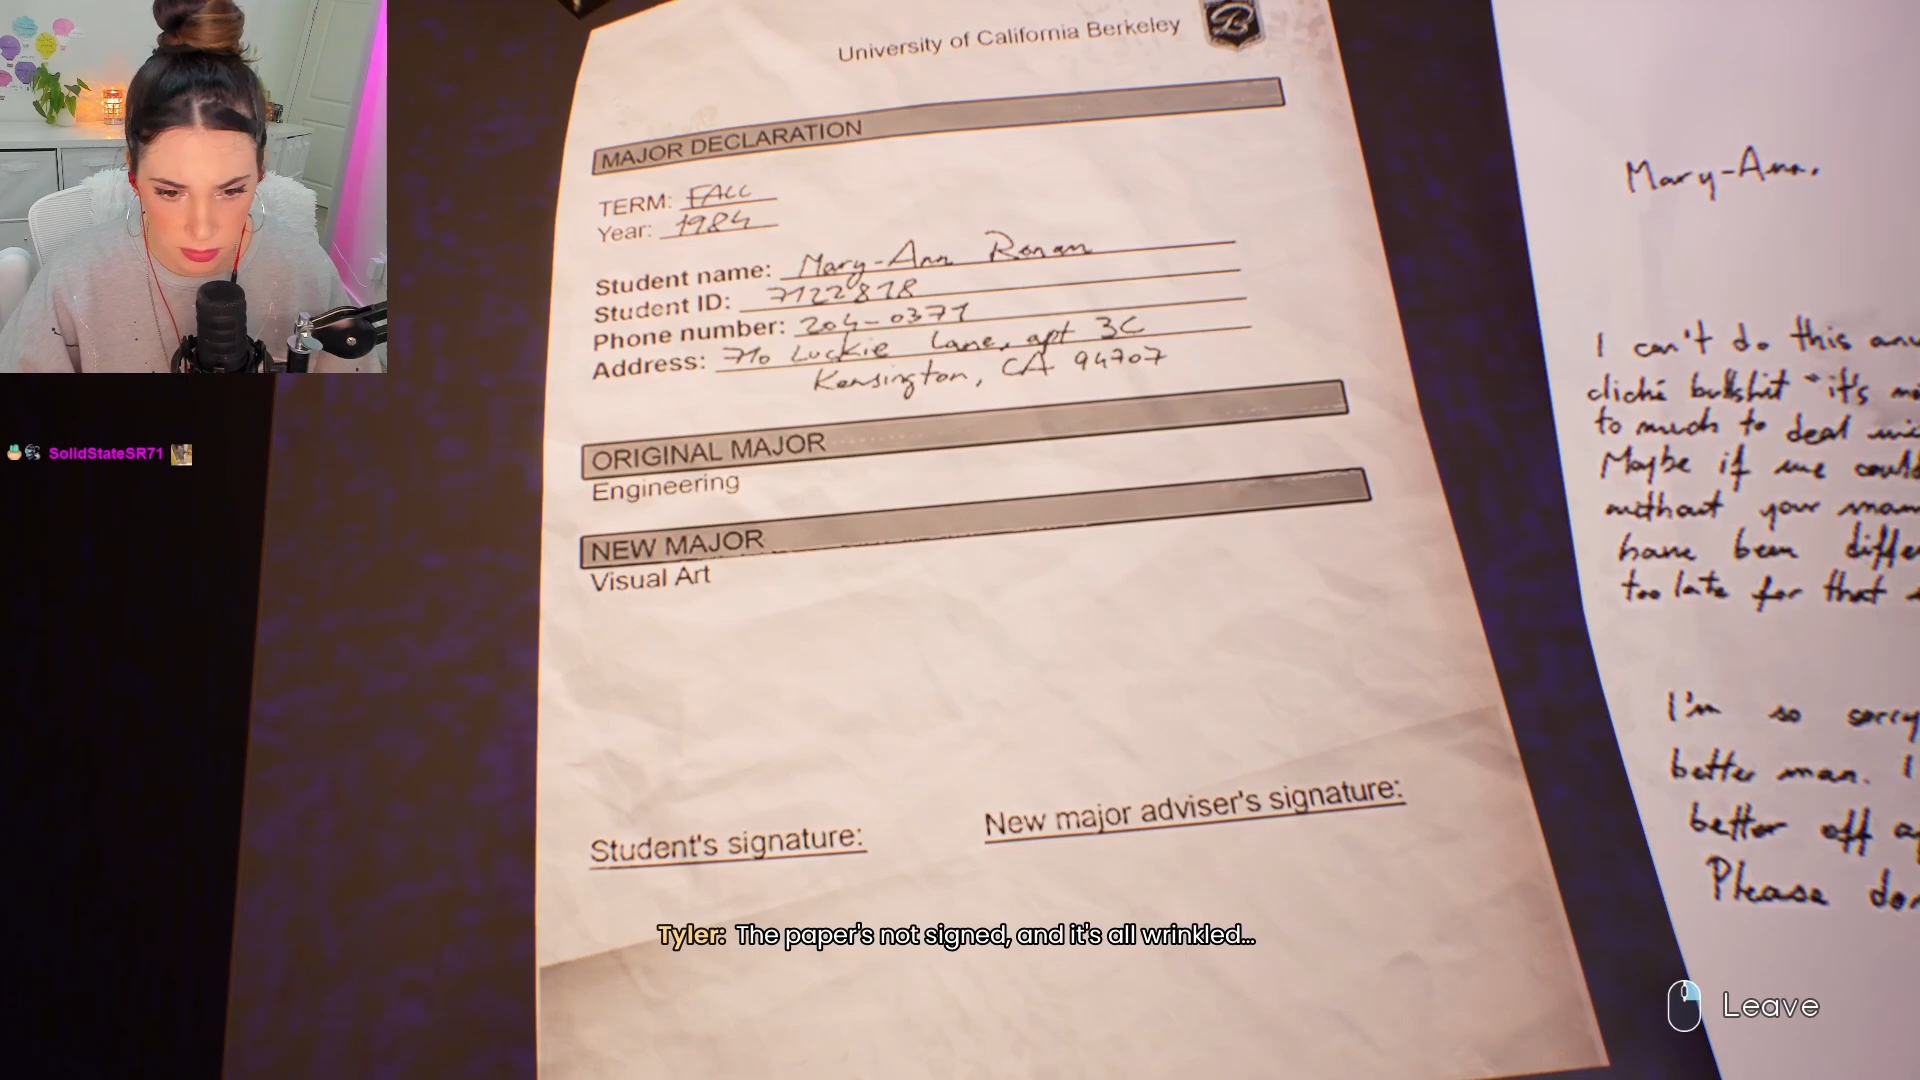 University of California Berkeley
B
MAJOR DECLARATION
TERM: FALL
Year: 1984
Student name: Mary-Ann Ronan
Student ID: 7122818
Phone number: 204-0371
Address: 710 Luckie Lane, apt 3C
Kensington, CA 94707
ORIGINAL MAJOR
Engineering
NEW MAJOR
Visual Art
Student's signature:
New major adviser's signature:
Mary-Ann,
I can't do this
cliché bullshit "it's
to much to deal
Maybe if we could
without your
have been
too late for that
I'm so sorry
better man. I
better off
Please
SolidStateSR71
Tyler: The paper's not signed, and it's all wrinkled...
Leave